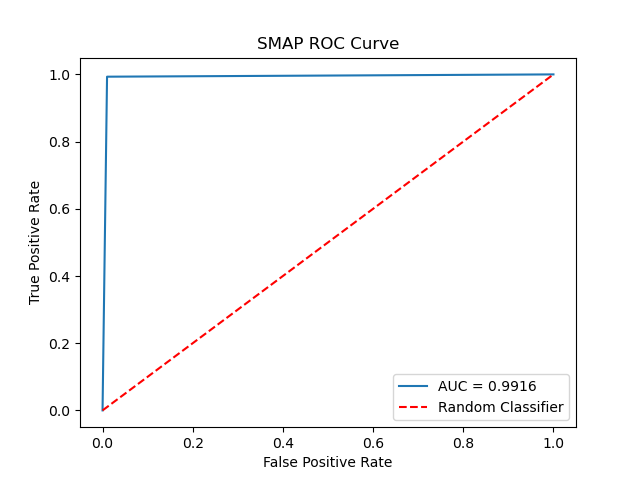 SMAP ROC Curve
True Positive Rate
1.0
0.8
0.6
0.4
0.2
0.0
AUC = 0.9916
Random Classifier
0.0 0.2 0.4 0.6 0.8 1.0
False Positive Rate